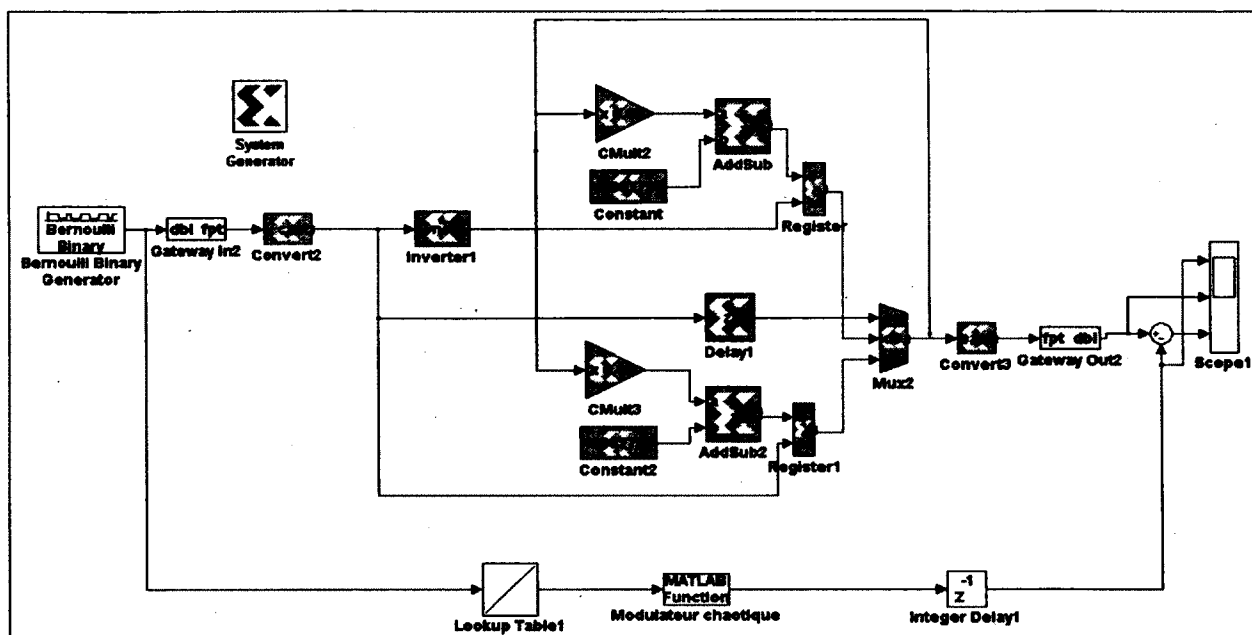 System
Generator
CMult2
AddSub
Constant
Register
Bernoulli
Binary
Bernoulli Binary
Generator
dbl fpt
Gateway In2
Convert2
Inverter1
Delay1
Mux2
Convert3
fpt dbl
Gateway Out2
Scope1
CMult3
Constant2
AddSub2
Register1
Lookup Table1
MATLAB
Function
Modulateur chaotique
-1
Z
Integer Delay1